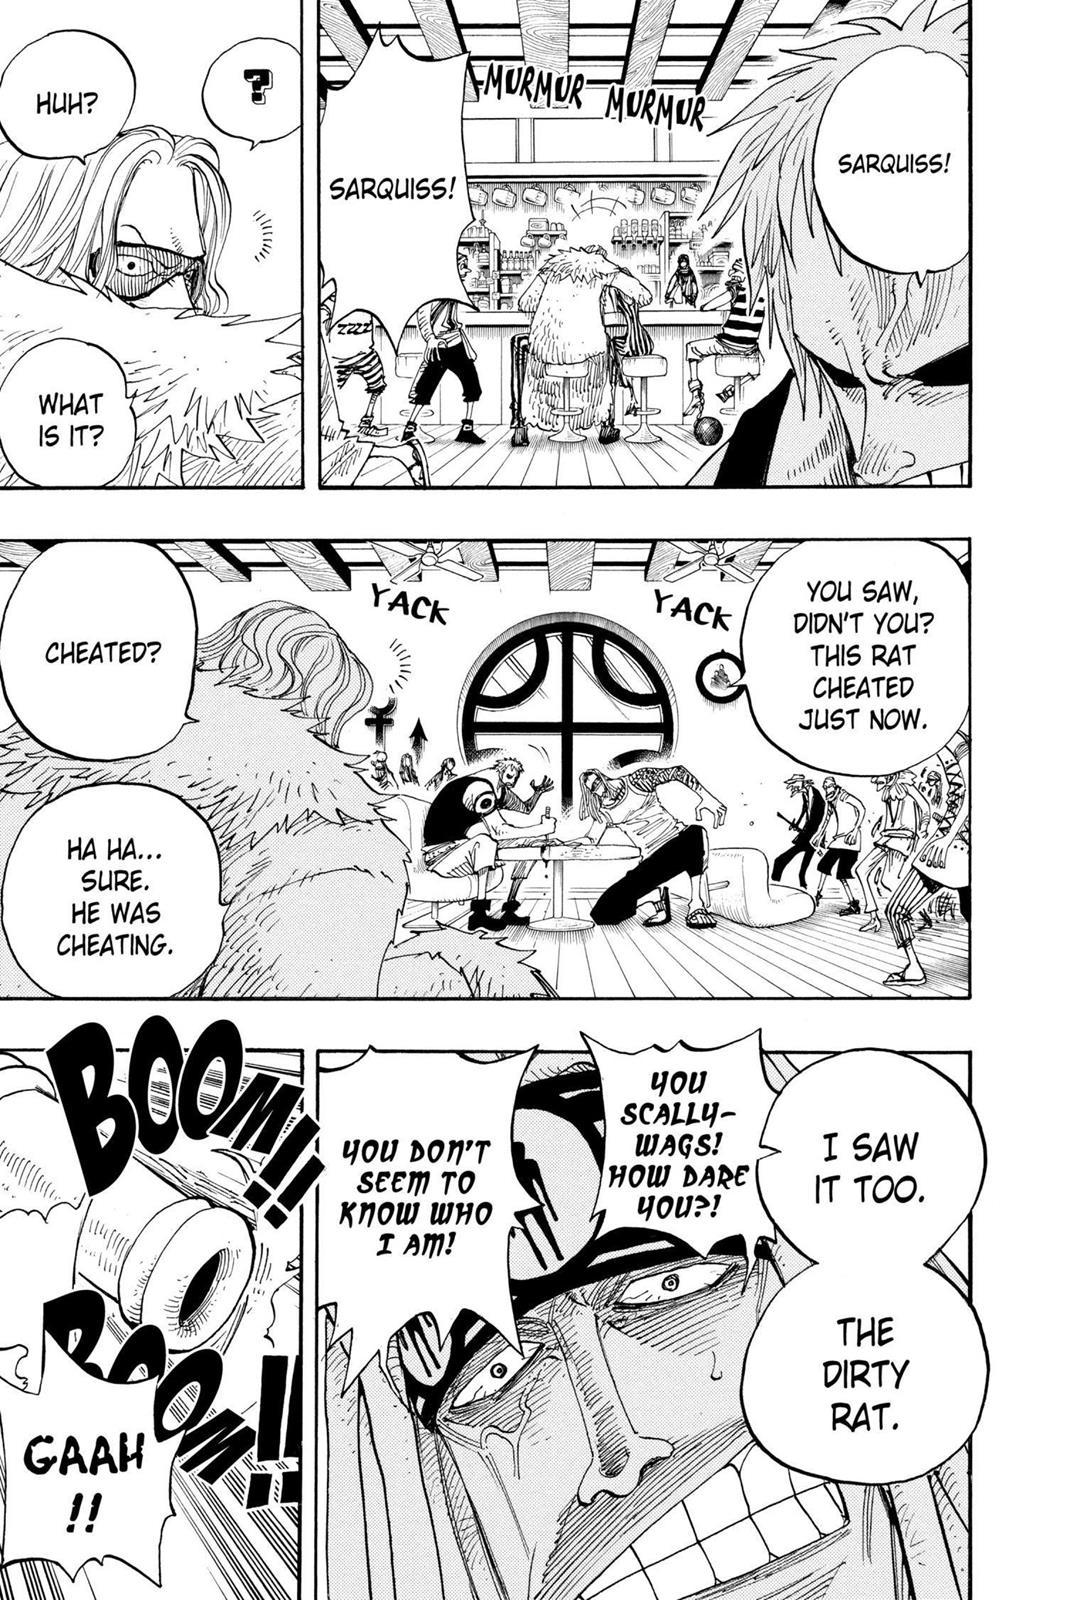 SARQUISS!
MURMUR MURMUR
SARQUISS!
?
HUH?
WHAT
IS IT?
ZZZZ
YOU SAW,
DIDN'T YOU?
THIS RAT
CHEATED
JUST NOW.
YACK
YACK
CHEATED?
HA HA...
SURE.
HE WAS
CHEATING.
I SAW
IT TOO.
THE
DIRTY
RAT.
YOU
SCALLY-
WAGS!
HOW DARE
YOU?!
YOU DON'T
SEEM TO
KNOW WHO
I AM!
BOOM!!
BOOM!!
GAAH
!!